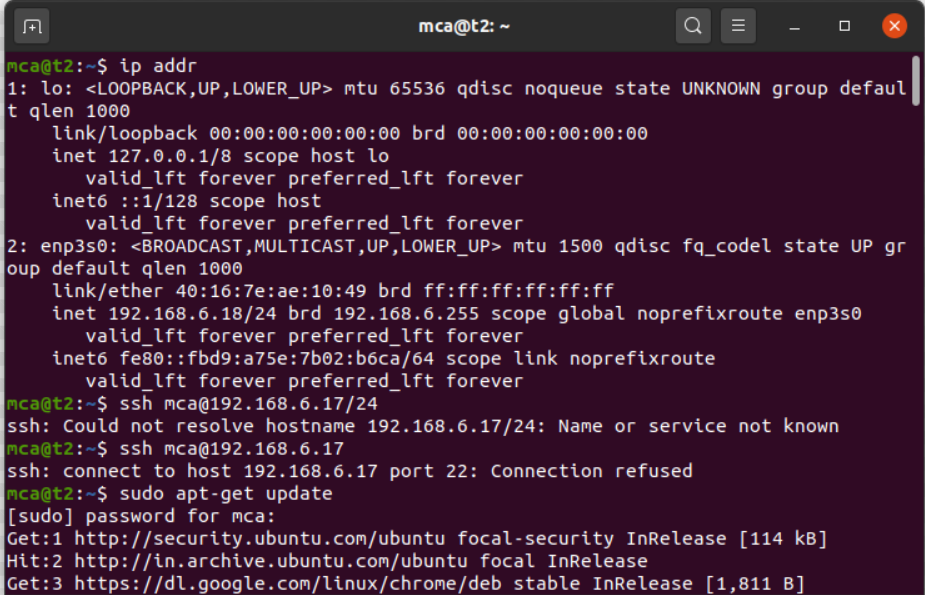 mca@t2: ~
mca@t2:~$ ip addr
1: lo: <LOOPBACK,UP,LOWER_UP> mtu 65536 qdisc noqueue state UNKNOWN group defaul
t qlen 1000
    link/loopback 00:00:00:00:00:00 brd 00:00:00:00:00:00
    inet 127.0.0.1/8 scope host lo
       valid_lft forever preferred_lft forever
    inet6 ::1/128 scope host
       valid_lft forever preferred_lft forever
2: enp3s0: <BROADCAST,MULTICAST,UP,LOWER_UP> mtu 1500 qdisc fq_codel state UP gr
oup default qlen 1000
    link/ether 40:16:7e:ae:10:49 brd ff:ff:ff:ff:ff:ff
    inet 192.168.6.18/24 brd 192.168.6.255 scope global noprefixroute enp3s0
       valid_lft forever preferred_lft forever
    inet6 fe80::fbd9:a75e:7b02:b6ca/64 scope link noprefixroute
       valid_lft forever preferred_lft forever
mca@t2:~$ ssh mca@192.168.6.17/24
ssh: Could not resolve hostname 192.168.6.17/24: Name or service not known
mca@t2:~$ ssh mca@192.168.6.17
ssh: connect to host 192.168.6.17 port 22: Connection refused
mca@t2:~$ sudo apt-get update
[sudo] password for mca:
Get:1 http://security.ubuntu.com/ubuntu focal-security InRelease [114 kB]
Hit:2 http://in.archive.ubuntu.com/ubuntu focal InRelease
Get:3 https://dl.google.com/linux/chrome/deb stable InRelease [1,811 B]